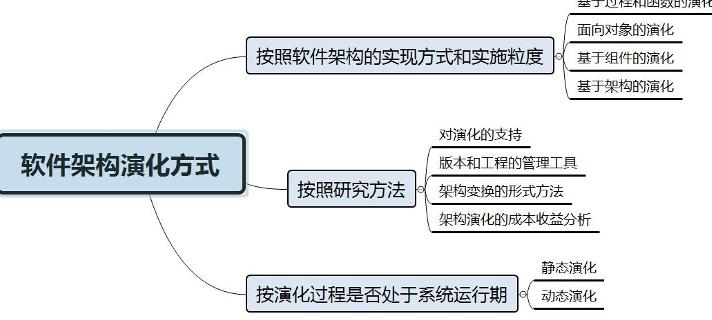 基于过程和函数的演化
面向对象的演化
按照软件架构的实现方式和实施粒度
基于组件的演化
基于架构的演化
对演化的支持
软件架构演化方式
版本和工程的管理工具
按照研究方法
架构变换的形式方法
架构演化的成本收益分析
静态演化
按演化过程是否处于系统运行期
动态演化